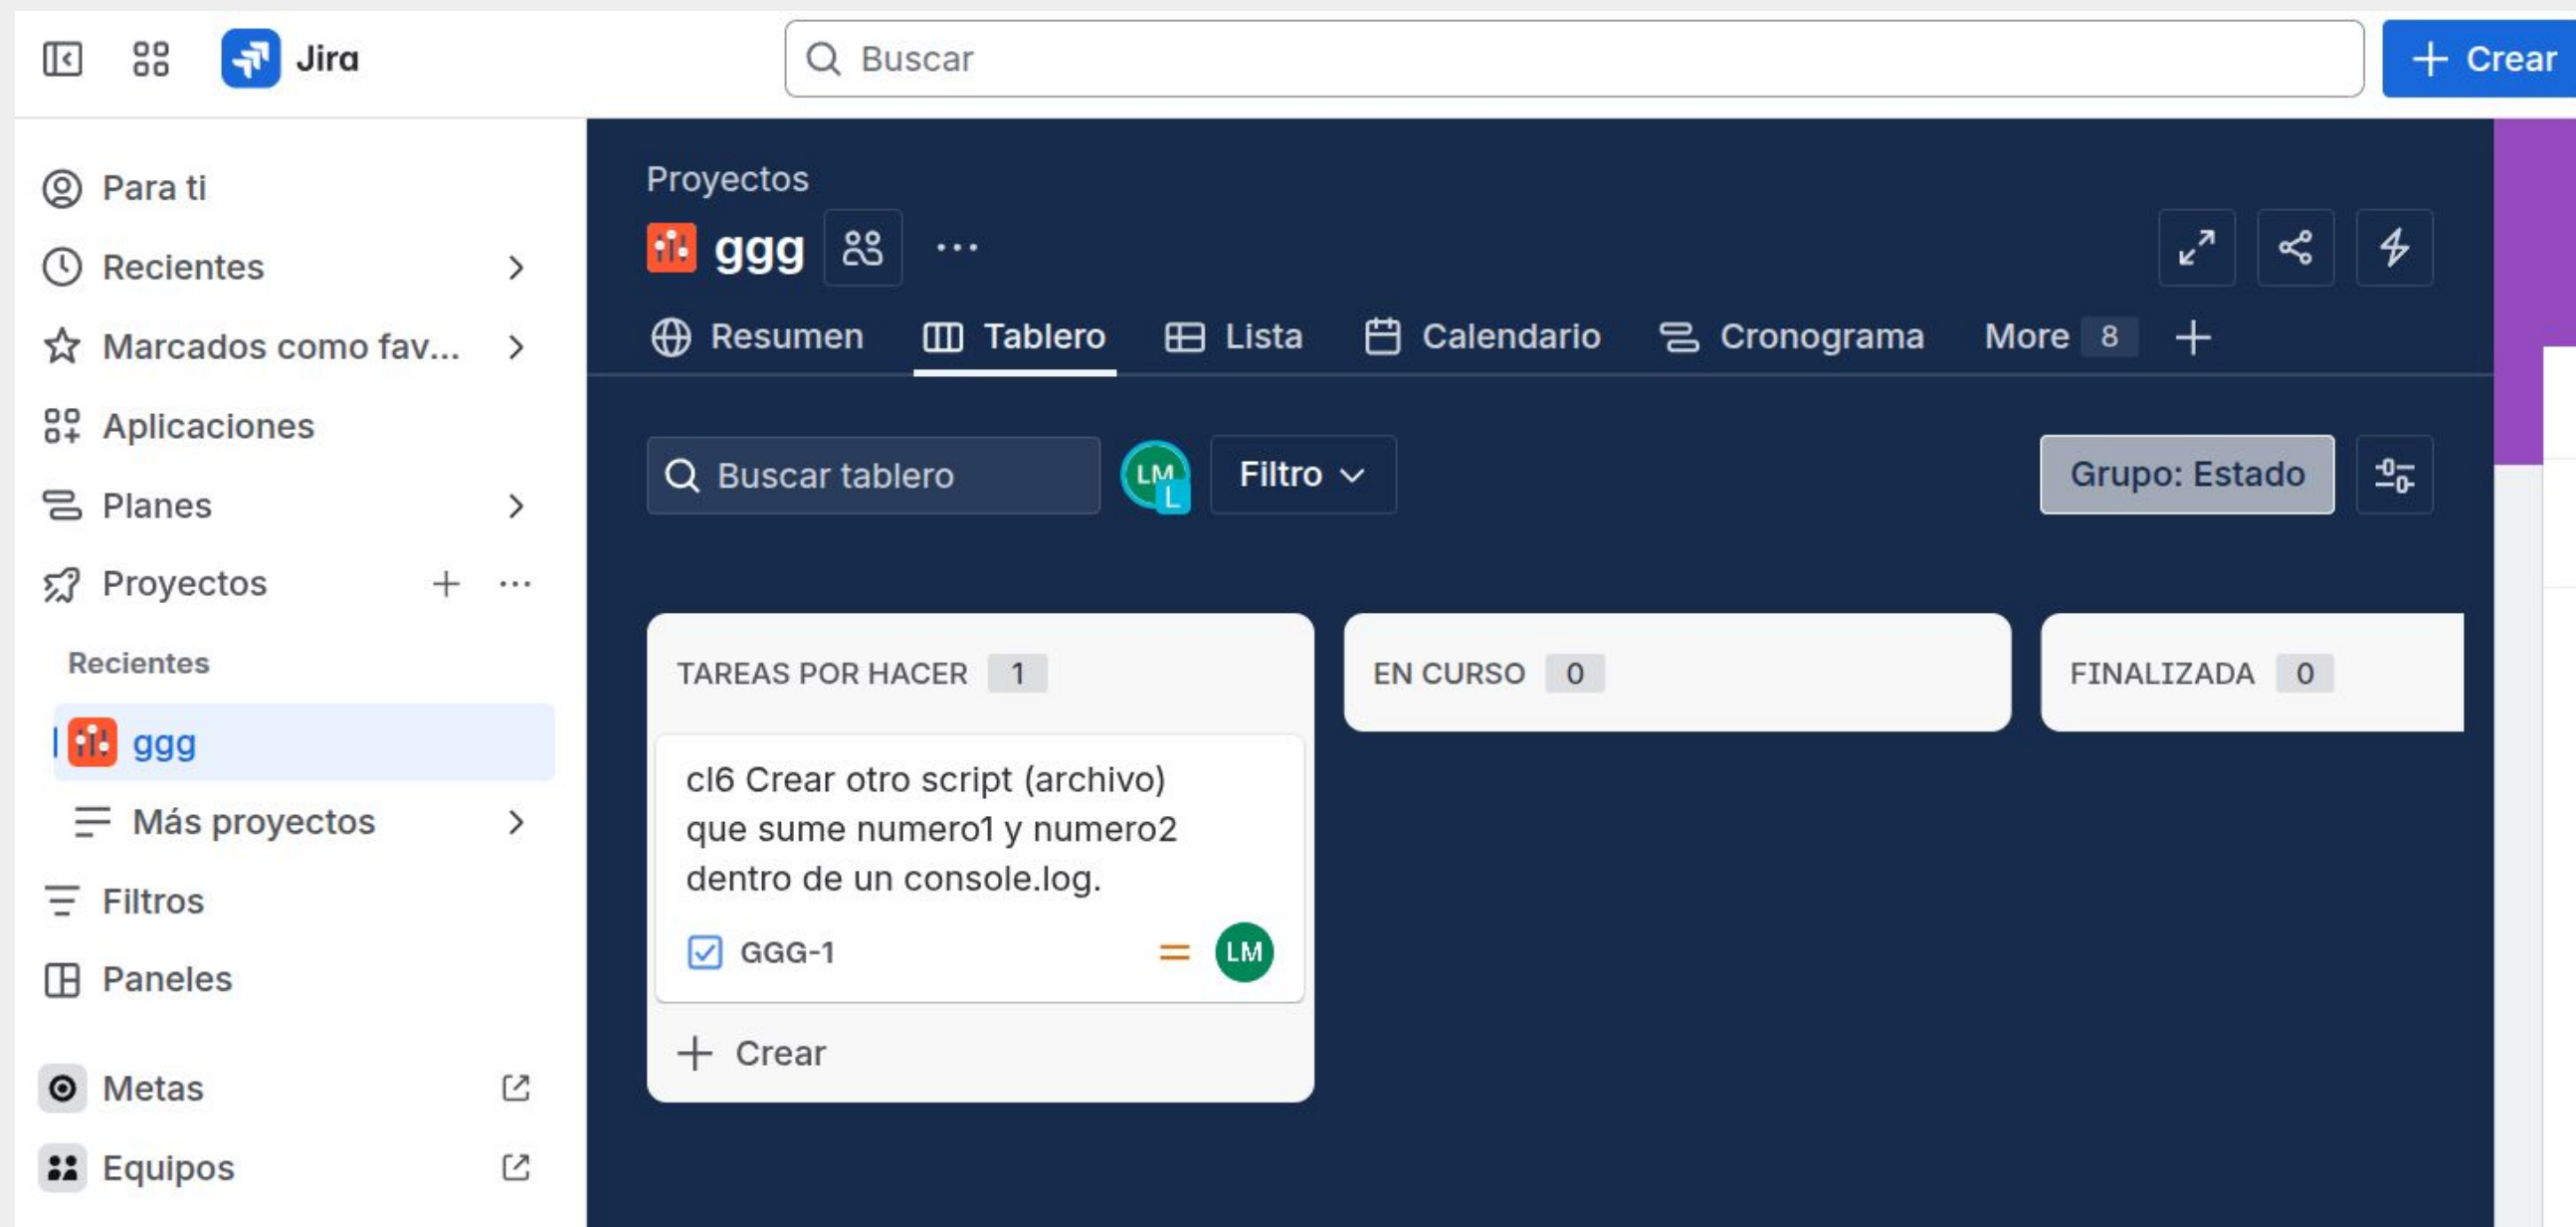 Jira
Buscar
Crear
Para ti
Recientes
Marcados como fav...
Aplicaciones
Planes
Proyectos
Recientes
ggg
Más proyectos
Filtros
Paneles
Metas
Equipos
Proyectos
ggg
Resumen
Tablero
Lista
Calendario
Cronograma
More 8
Buscar tablero
LM
L
Filtro
Grupo: Estado
TAREAS POR HACER 1
cl6 Crear otro script (archivo)
que sume numero1 y numero2
dentro de un console.log.
GGG-1
LM
Crear
EN CURSO 0
FINALIZADA 0